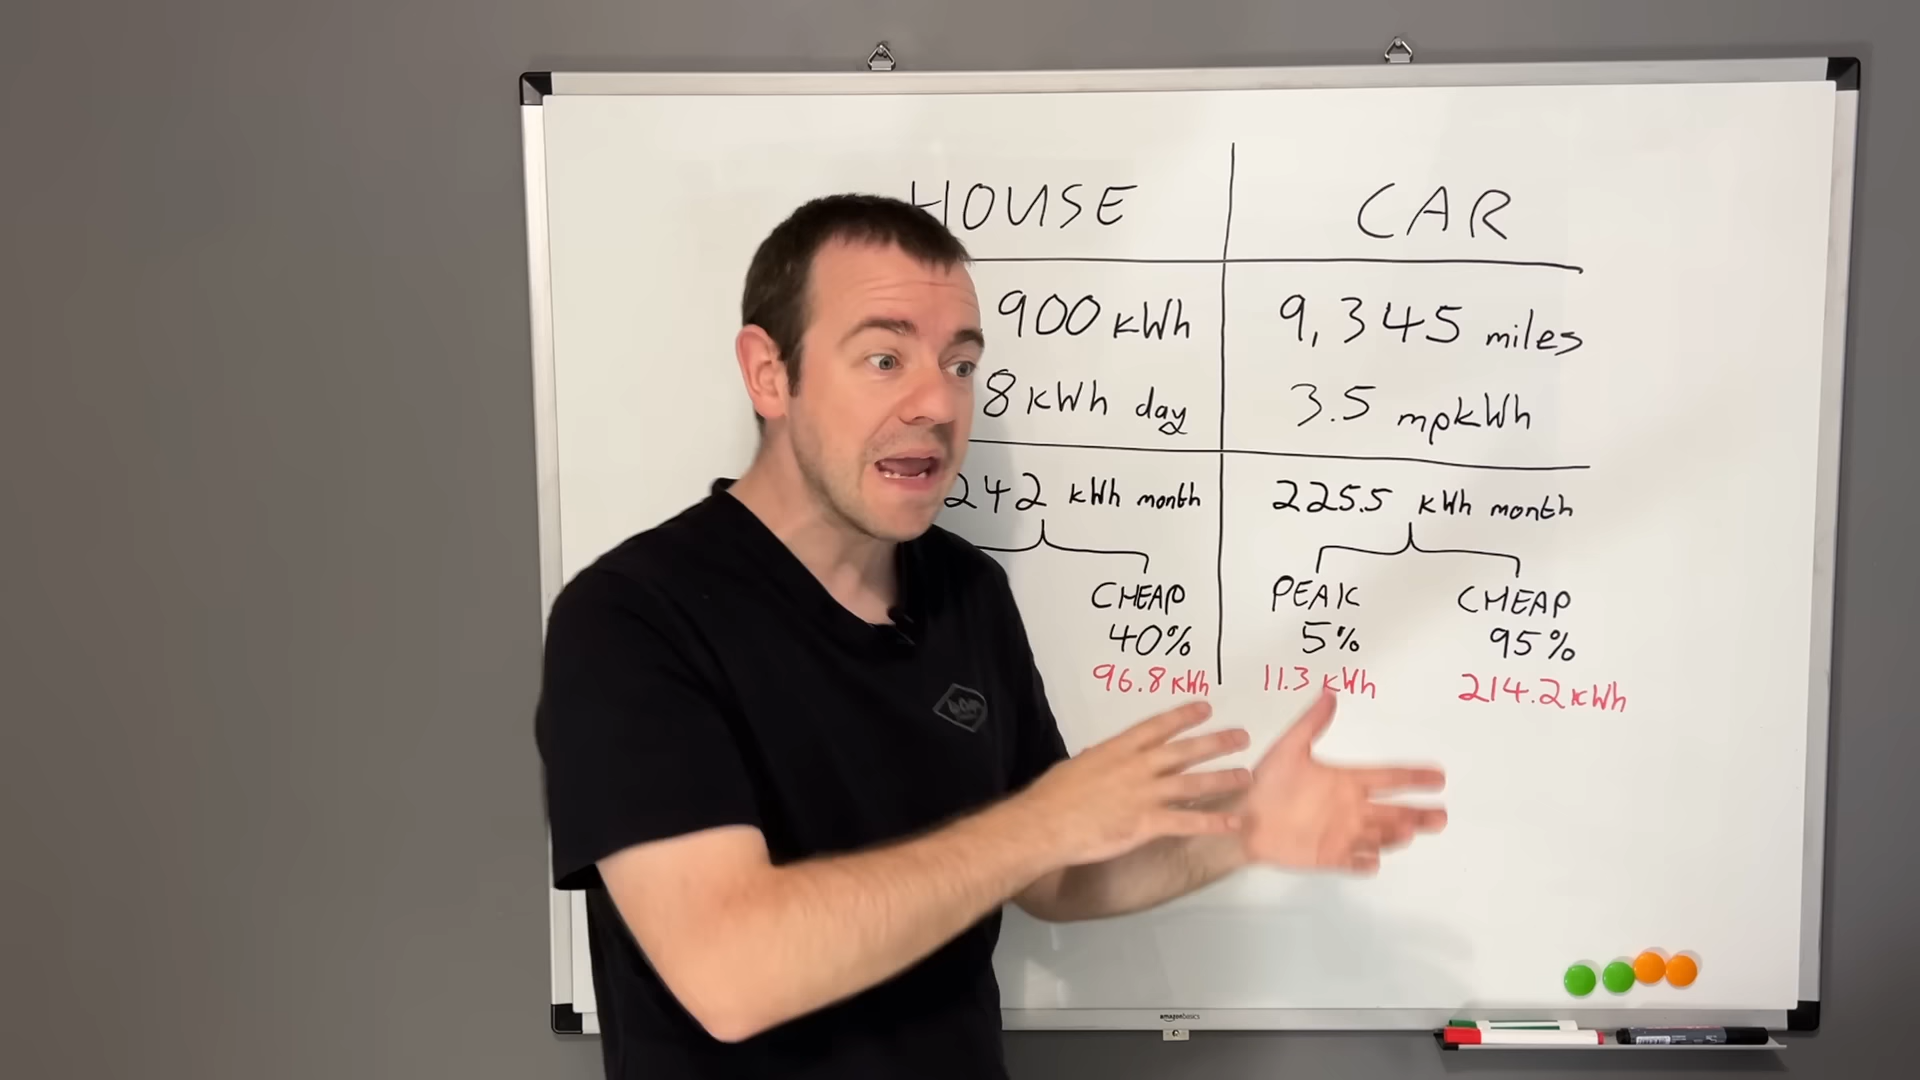 HOUSE CAR
900 kWh 9,345 miles
8 kWh day 3.5 mpkWh
242 kWh month 225.5 kWh month
CHEAP PEAK CHEAP
40% 5% 95%
96.8 kWh 11.3 kWh 214.2 kWh
amazonbasics